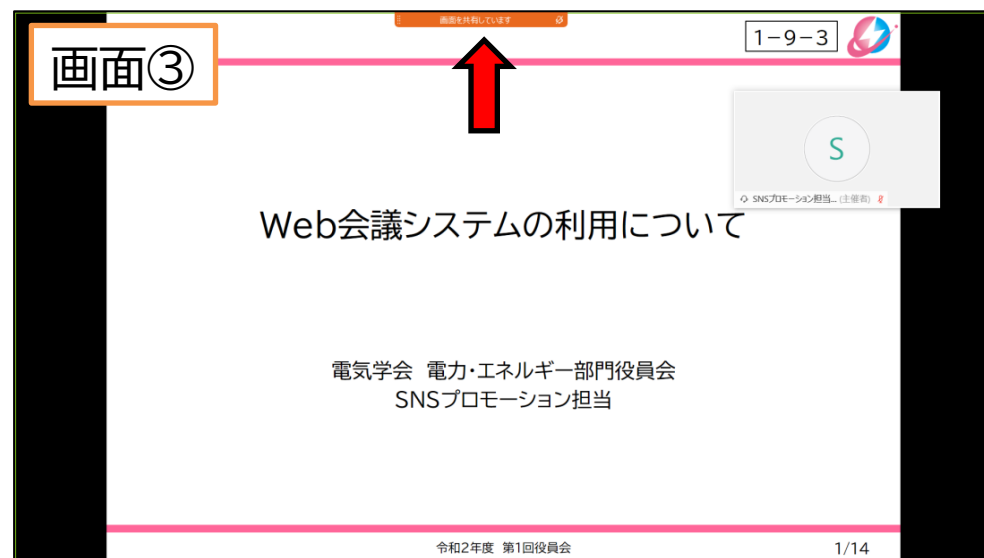 画面を共有しています
画面③
1-9-3
S
SNSプロモーション担当... (主催者)
Web会議システムの利用について
電気学会 電力・エネルギー部門役員会
SNSプロモーション担当
令和2年度 第1回役員会
1/14